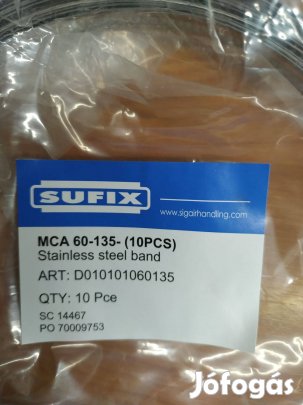 SUFIX
www.sigairhandling.com
MCA 60-135- (10PCS)
Stainless steel band
ART: D010101060135
QTY: 10 Pce
SC 14467
PO 70009753
Jófogás